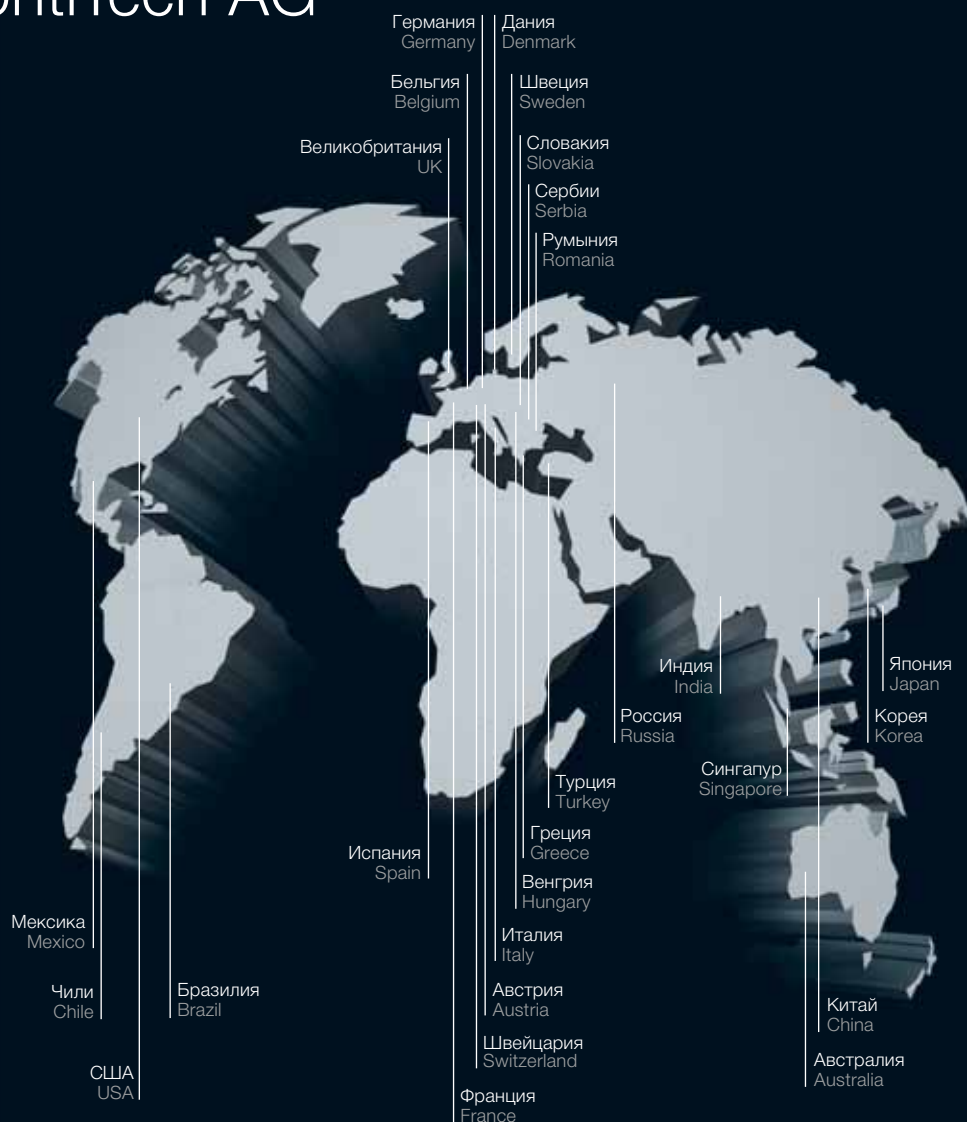 Германия
Germany
Дания
Denmark
Бельгия
Belgium
Швеция
Sweden
Великобритания
UK
Словакия
Slovakia
Сербии
Serbia
Румыния
Romania
Индия
India
Япония
Japan
Россия
Russia
Корея
Korea
Сингапур
Singapore
Турция
Turkey
Греция
Greece
Испания
Spain
Венгрия
Hungary
Мексика
Mexico
Италия
Italy
Чили
Chile
Бразилия
Brazil
Австрия
Austria
Китай
China
Швейцария
Switzerland
Австралия
Australia
США
USA
Франция
France